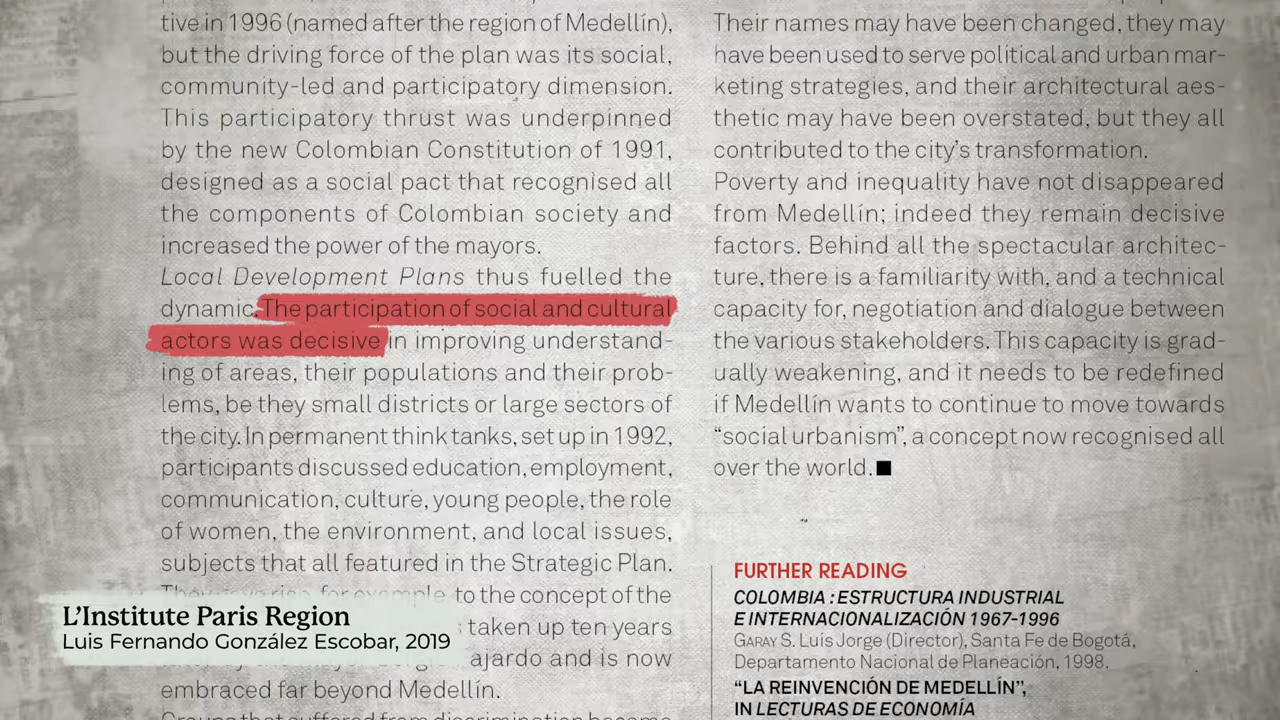 tive in 1996 (named after the region of Medellín),
but the driving force of the plan was its social,
community-led and participatory dimension.
This participatory thrust was underpinned
by the new Colombian Constitution of 1991,
designed as a social pact that recognised all
the components of Colombian society and
increased the power of the mayors.
Local Development Plans thus fuelled the
dynamic. The participation of social and cultural
actors was decisive in improving understand-
ing of areas, their populations and their prob-
lems, be they small districts or large sectors of
the city. In permanent think tanks, set up in 1992,
participants discussed education, employment,
communication, culture, young people, the role
of women, the environment, and local issues,
subjects that all featured in the Strategic Plan.
for example, to the concept of the
taken up ten years
ajardo and is now
embraced far beyond Medellín.
Groups that suffered from discrimination became
Their names may have been changed, they may
have been used to serve political and urban mar-
keting strategies, and their architectural aes-
thetic may have been overstated, but they all
contributed to the city's transformation.
Poverty and inequality have not disappeared
from Medellín; indeed they remain decisive
factors. Behind all the spectacular architec-
ture, there is a familiarity with, and a technical
capacity for, negotiation and dialogue between
the various stakeholders. This capacity is grad-
ually weakening, and it needs to be redefined
if Medellín wants to continue to move towards
“social urbanism”, a concept now recognised all
over the world.■
FURTHER READING
COLOMBIA : ESTRUCTURA INDUSTRIAL
E INTERNACIONALIZACIÓN 1967-1996
GARAY S. Luís Jorge (Director), Santa Fe de Bogotá,
Departamento Nacional de Planeación, 1998.
“LA REINVENCIÓN DE MEDELLÍN”,
IN LECTURAS DE ECONOMÍA
L'Institute Paris Region
Luis Fernando González Escobar, 2019